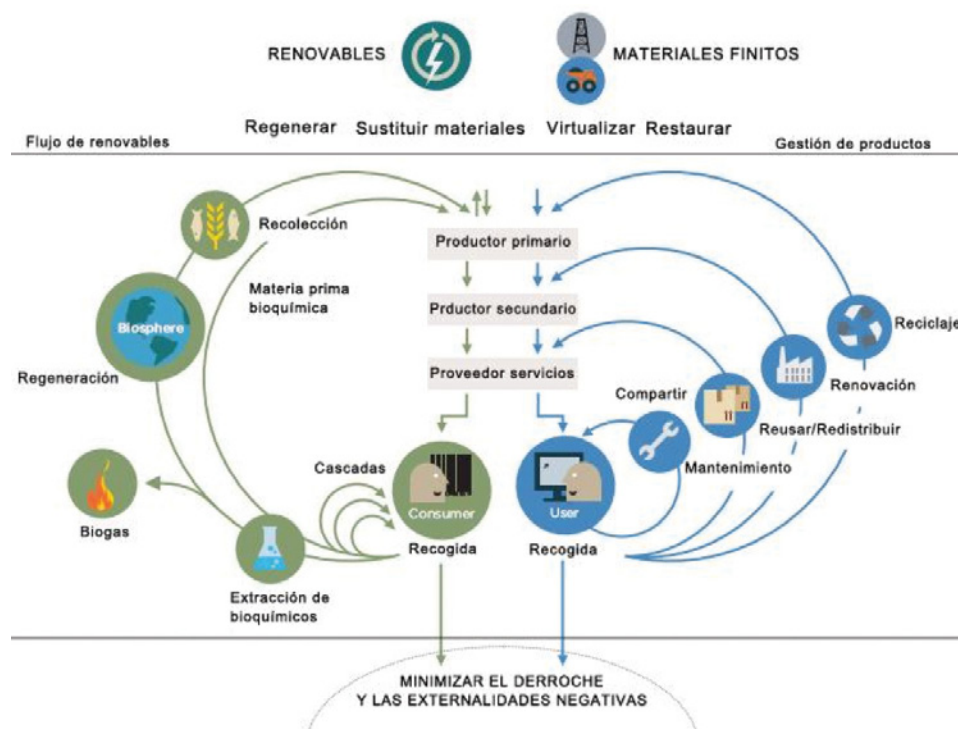 RENOVABLES
MATERIALES FINITOS
Regenerar Sustituir materiales Virtualizar Restaurar
Flujo de renovables
Gestión de productos
Recolección
Productor primario
Materia prima
bioquímica
Prductor secundario
Biosphere
Reciclaje
Regeneración
Proveedor servicios
Renovación
Compartir
Reusar/Redistribuir
Cascadas
Mantenimiento
Consumer
User
Biogas
Recogida
Recogida
Extracción de
bioquímicos
MINIMIZAR EL DERROCHE
Y LAS EXTERNALIDADES NEGATIVAS